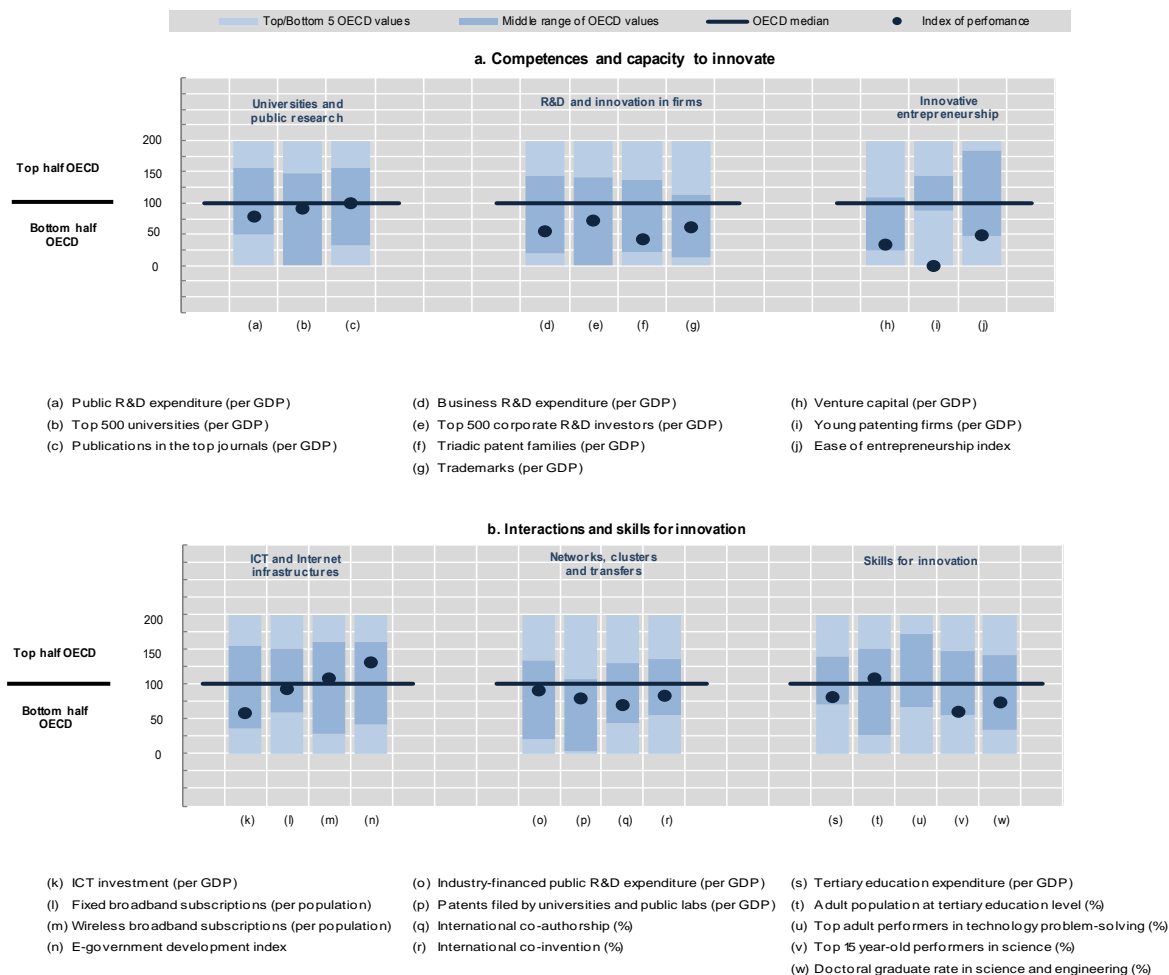 Top/Bottom 5 OECD values Middle range of OECD values OECD median Index of perfomance
a. Competences and capacity to innovate
Universities and
public research
R&D and innovation in firms
Innovative
entrepreneurship
200
150
100
50
0
Top half OECD
Bottom half
OECD
(a) (b) (c) (d) (e) (f) (g) (h) (i) (j)
(a) Public R&D expenditure (per GDP)
(b) Top 500 universities (per GDP)
(c) Publications in the top journals (per GDP)
(d) Business R&D expenditure (per GDP)
(e) Top 500 corporate R&D investors (per GDP)
(f) Triadic patent families (per GDP)
(g) Trademarks (per GDP)
(h) Venture capital (per GDP)
(i) Young patenting firms (per GDP)
(j) Ease of entrepreneurship index
b. Interactions and skills for innovation
ICT and Internet
infrastructures
Networks, clusters
and transfers
Skills for innovation
200
150
100
50
0
Top half OECD
Bottom half
OECD
(k) (l) (m) (n) (o) (p) (q) (r) (s) (t) (u) (v) (w)
(k) ICT investment (per GDP)
(l) Fixed broadband subscriptions (per population)
(m) Wireless broadband subscriptions (per population)
(n) E-government development index
(o) Industry-financed public R&D expenditure (per GDP)
(p) Patents filed by universities and public labs (per GDP)
(q) International co-authorship (%)
(r) International co-invention (%)
(s) Tertiary education expenditure (per GDP)
(t) Adult population at tertiary education level (%)
(u) Top adult performers in technology problem-solving (%)
(v) Top 15 year-old performers in science (%)
(w) Doctoral graduate rate in science and engineering (%)